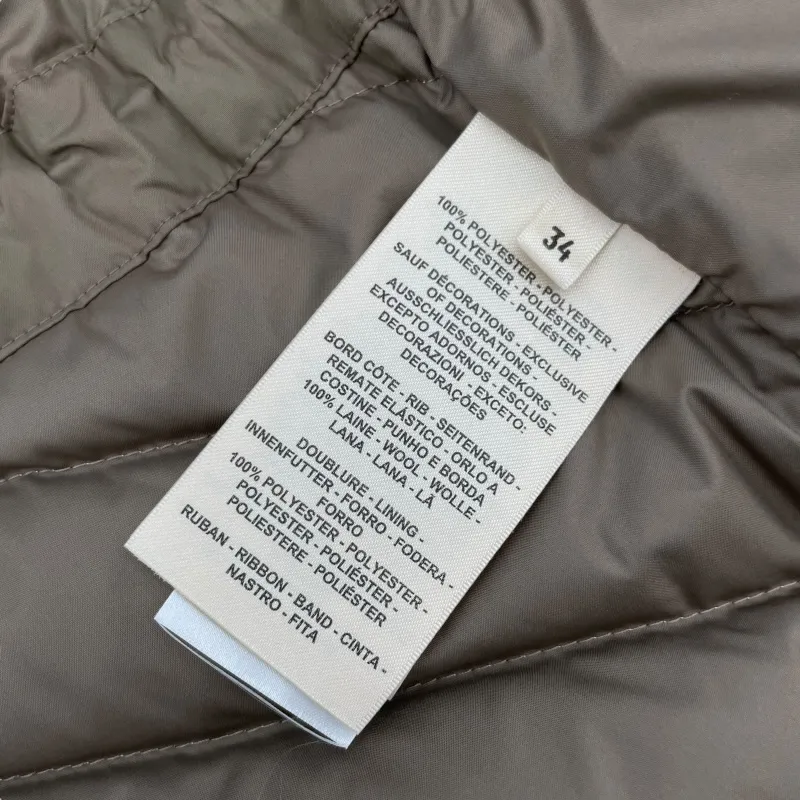 34
100% POLYESTER - POLYESTER -
POLYESTER - POLIÉSTER -
POLIESTERE - POLIÉSTER
SAUF DÉCORATIONS - EXCLUSIVE
OF DECORATIONS -
AUSSCHLIESSLICH DEKORS -
EXCEPTO ADORNOS - ESCLUSE
DECORAZIONI - EXCETO:
DECORAÇÕES
BORD CÔTE - RIB - SEITENRAND -
REMATE ELÁSTICO - ORLO A
COSTINE - PUNHO E BORDA
100% LAINE - WOOL - WOLLE -
LANA - LANA - LÃ
DOUBLURE - LINING -
INNENFUTTER - FORRO - FODERA -
FORRO
100% POLYESTER - POLYESTER -
POLYESTER - POLIÉSTER -
POLIESTERE - POLIÉSTER
RUBAN - RIBBON - BAND - CINTA -
NASTRO - FITA